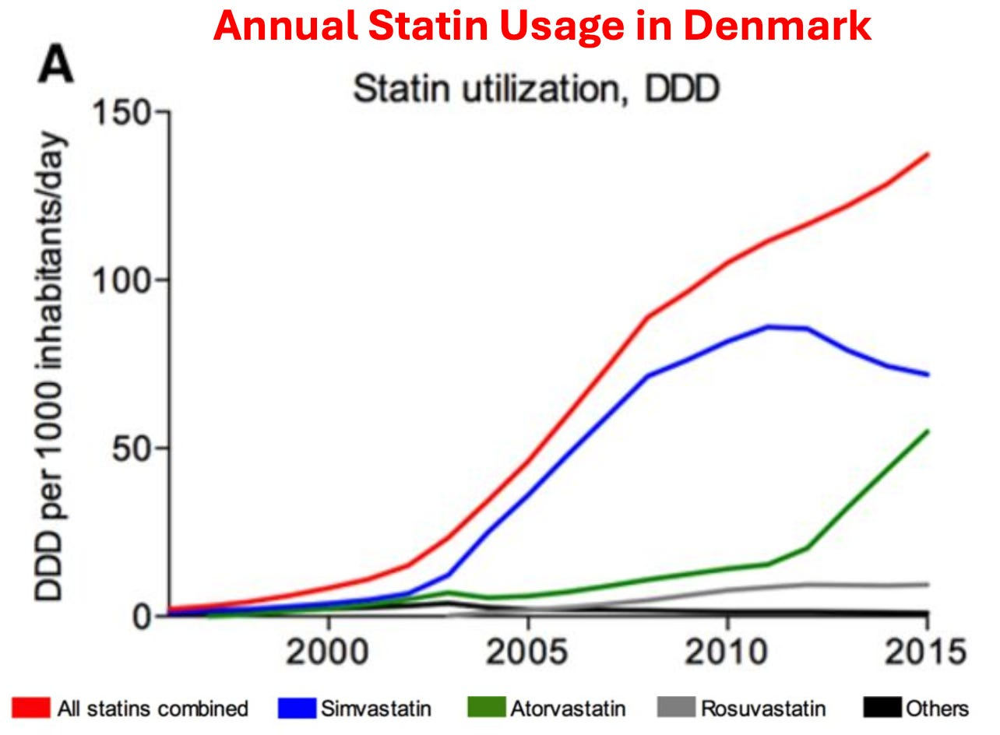 Annual Statin Usage in Denmark
A
Statin utilization, DDD
DDD per 1000 inhabitants/day
150
100
50
0
2000 2005 2010 2015
All statins combined Simvastatin Atorvastatin Rosuvastatin Others